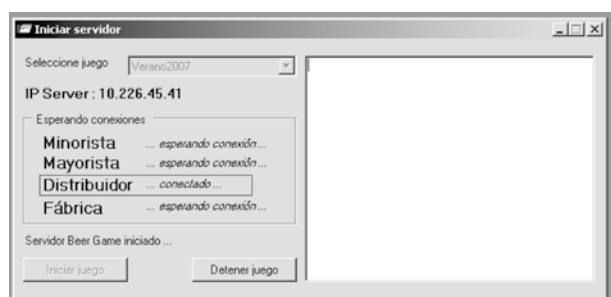 Iniciar servidor
Seleccione juego Verano2007
IP Server : 10.226.45.41
Esperando conexiones
Minorista ... esperando conexión ...
Mayorista ... esperando conexión ...
Distribuidor ... conectado ...
Fábrica ... esperando conexión ...
Servidor Beer Game iniciado ...
Iniciar juego Detener juego